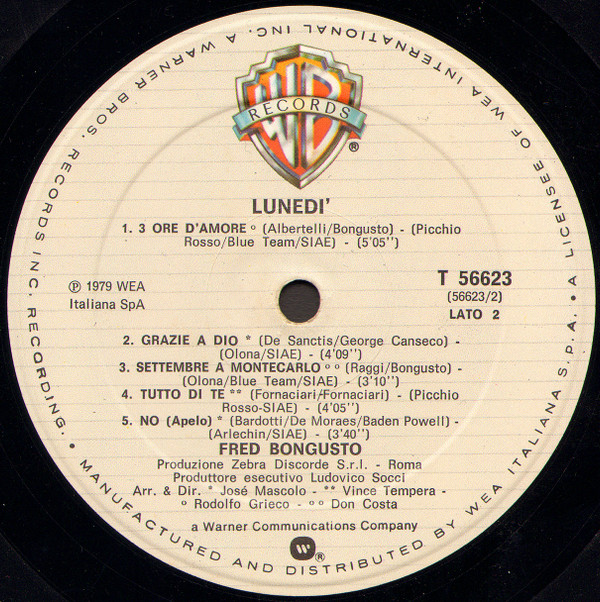 A WARNER BROS. RECORDS INC. RECORDING. • MANUFACTURED AND DISTRIBUTED BY WEA ITALIANA S.P.A. • A LICENSEE OF WEA INTERNATIONAL INC.
WB
RECORDS
®
LUNEDI'
1. 3 ORE D'AMORE ° (Albertelli/Bongusto) - (Picchio
Rosso/Blue Team/SIAE) - (5'05'')
℗ 1979 WEA
Italiana SpA
T 56623
(56623/2)
LATO 2
2. GRAZIE A DIO * (De Sanctis/George Canseco) -
(Olona/SIAE) - (4'09'')
3. SETTEMBRE A MONTECARLO °° (Raggi/Bongusto) -
(Olona/Blue Team/SIAE) - (3'10'')
4. TUTTO DI TE ** (Fornaciari/Fornaciari) - (Picchio
Rosso-SIAE) - (4'05'')
5. NO (Apelo) * (Bardotti/De Moraes/Baden Powell) -
(Arlechin/SIAE) - (3'40'')
FRED BONGUSTO
Produzione Zebra Discorde S.r.l. - Roma
Produttore esecutivo Ludovico Socci
Arr. & Dir. * José Mascolo - ** Vince Tempera -
° Rodolfo Grieco - °° Don Costa
a Warner Communications Company
W ®